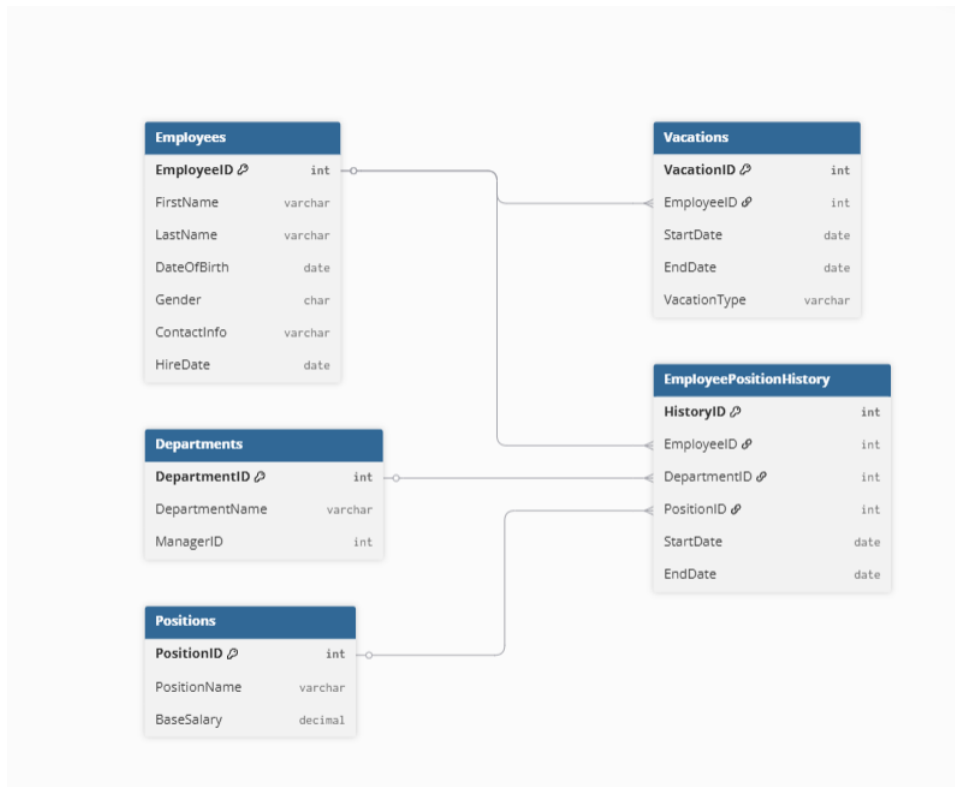 Employees
EmployeeID int
FirstName varchar
LastName varchar
DateOfBirth date
Gender char
ContactInfo varchar
HireDate date
Departments
DepartmentID int
DepartmentName varchar
ManagerID int
Positions
PositionID int
PositionName varchar
BaseSalary decimal
Vacations
VacationID int
EmployeeID int
StartDate date
EndDate date
VacationType varchar
EmployeePositionHistory
HistoryID int
EmployeeID int
DepartmentID int
PositionID int
StartDate date
EndDate date